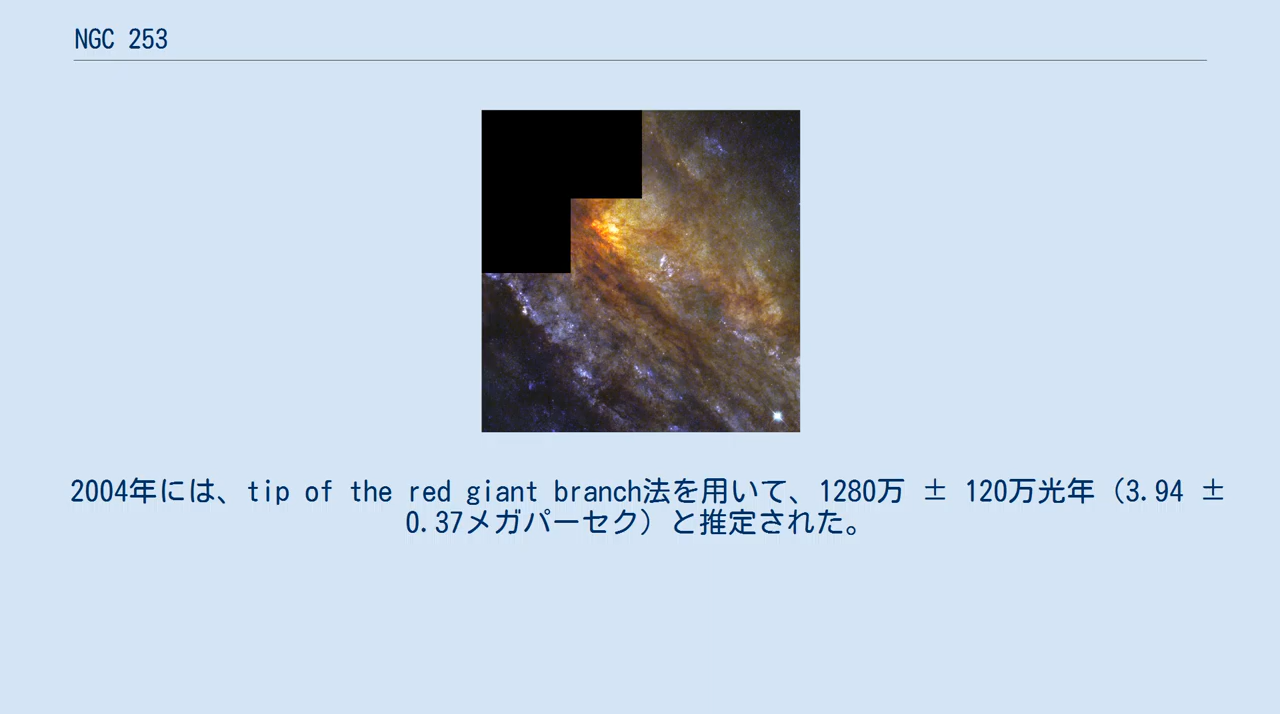 NGC 253
2004年には、tip of the red giant branch法を用いて、1280万 ± 120万光年（3.94 ±
0.37メガパーセク）と推定された。